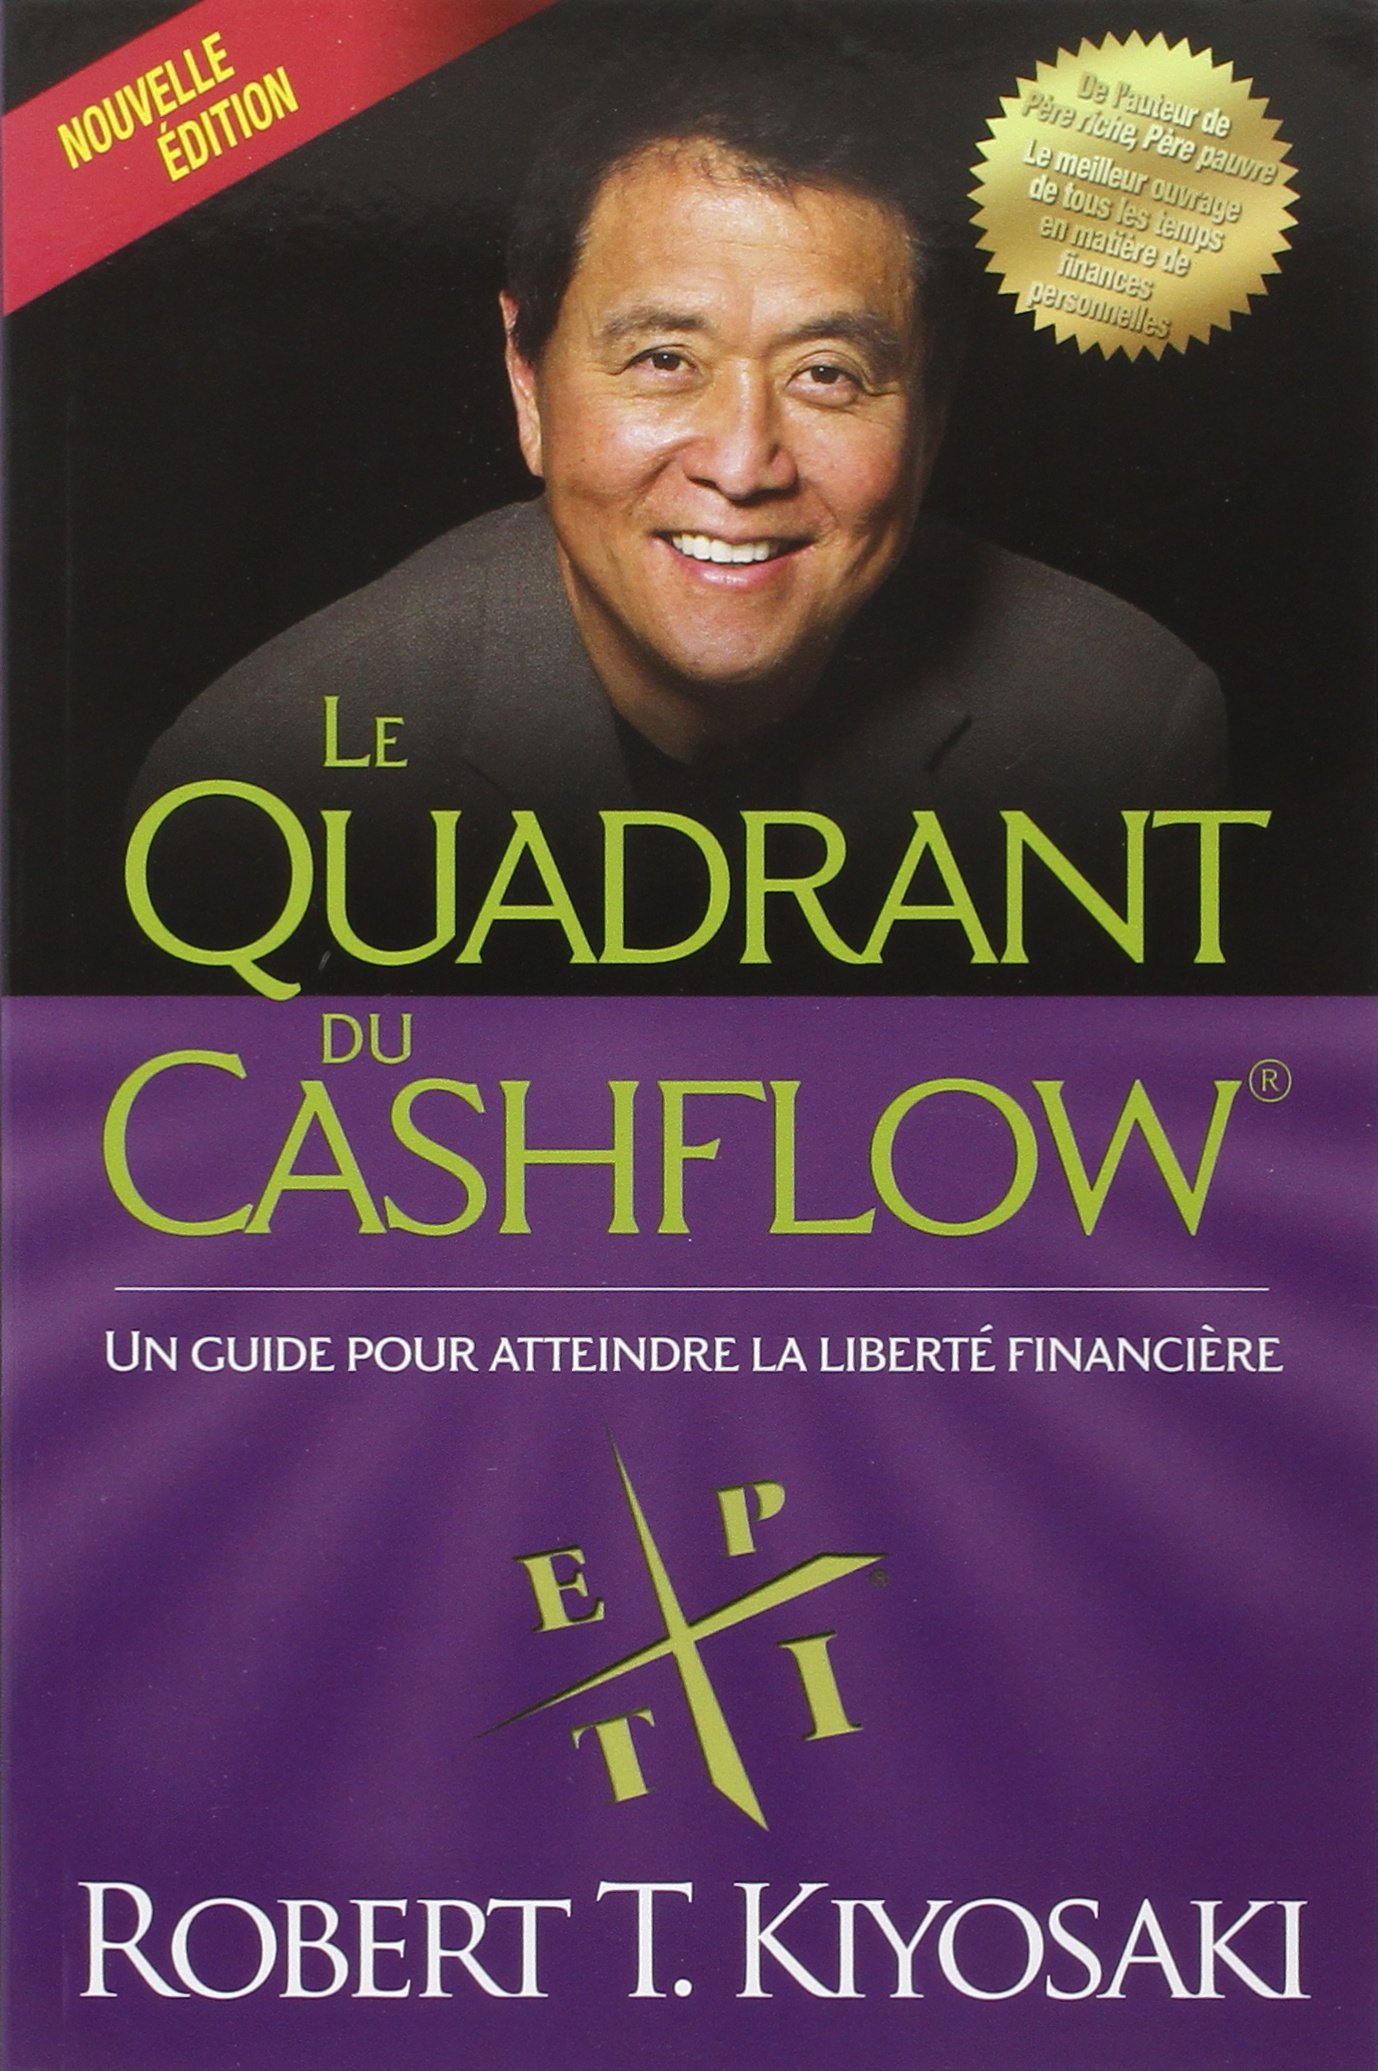 NOUVELLE
ÉDITION
De l'auteur de
Père riche, Père pauvre
Le meilleur ouvrage
de tous les temps
en matière de
finances
personnelles
LE
QUADRANT
DU
CASHFLOW®
UN GUIDE POUR ATTEINDRE LA LIBERTÉ FINANCIÈRE
E P ®
T I
ROBERT T. KIYOSAKI